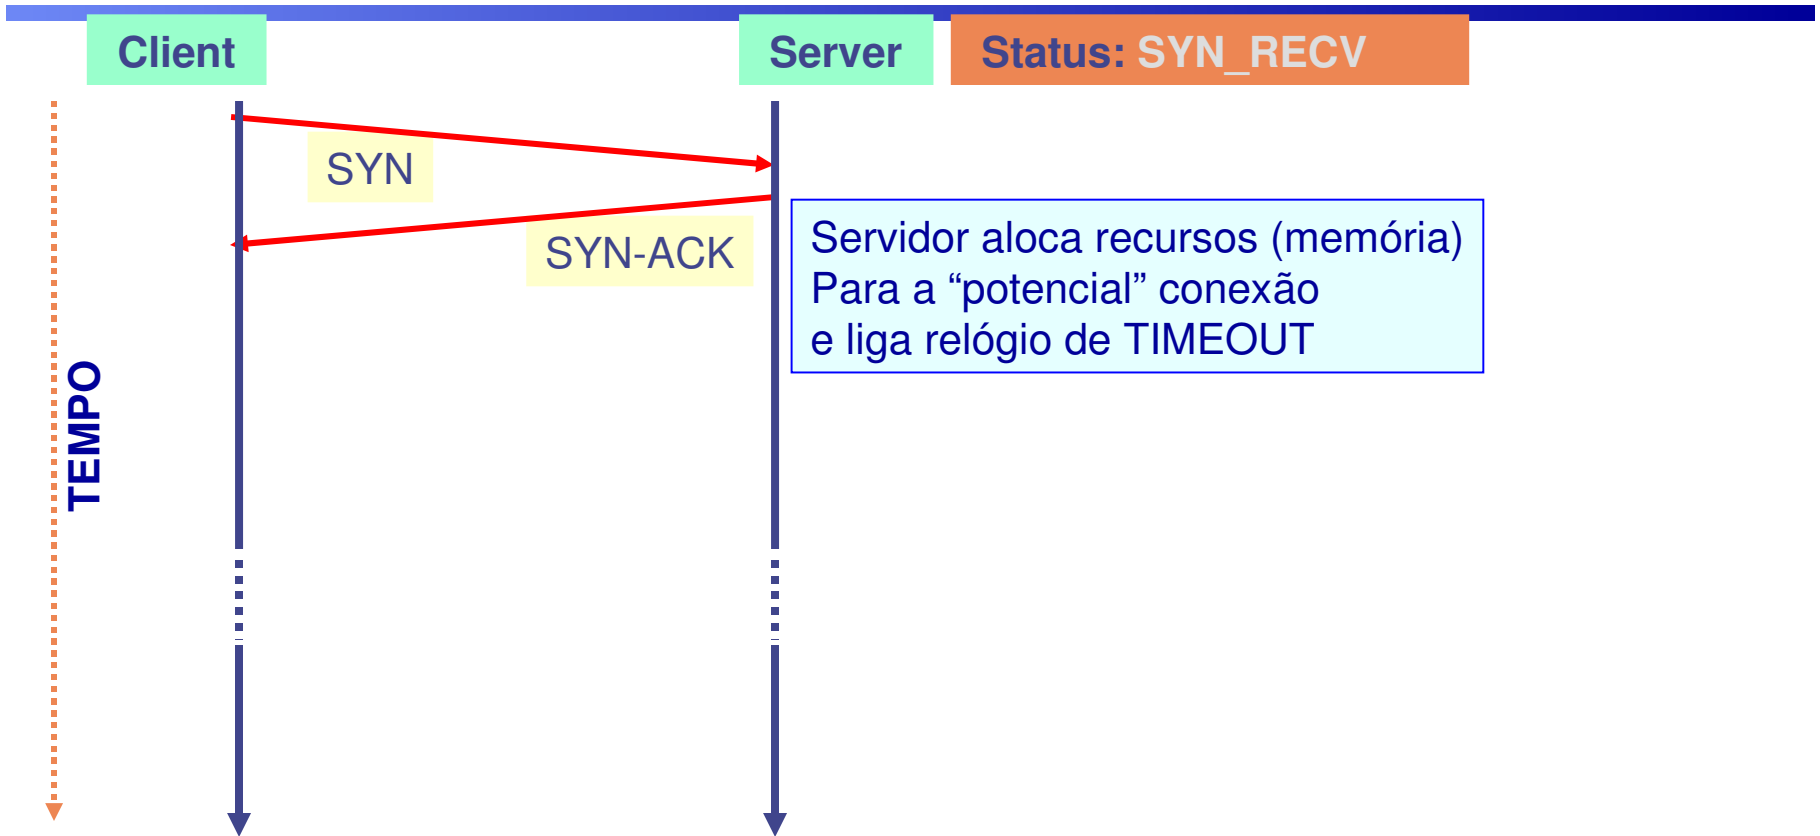 Client
Server
Status: SYN_RECV
SYN
SYN-ACK
Servidor aloca recursos (memória)
Para a “potencial” conexão
e liga relógio de TIMEOUT
TEMPO